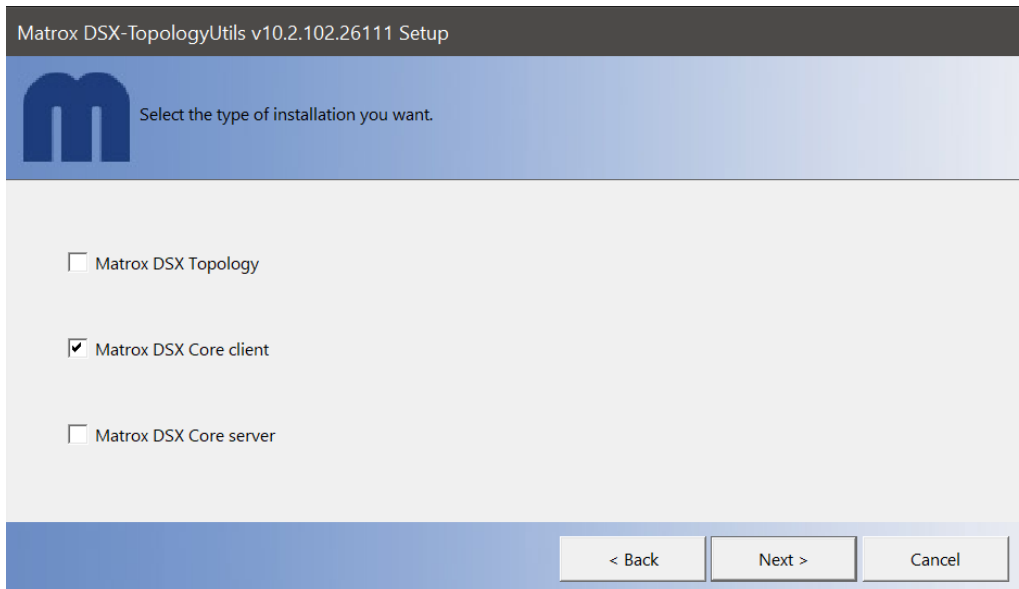 Matrox DSX-TopologyUtils v10.2.102.26111 Setup
Select the type of installation you want.
Matrox DSX Topology
Matrox DSX Core client
Matrox DSX Core server
< Back
Next >
Cancel